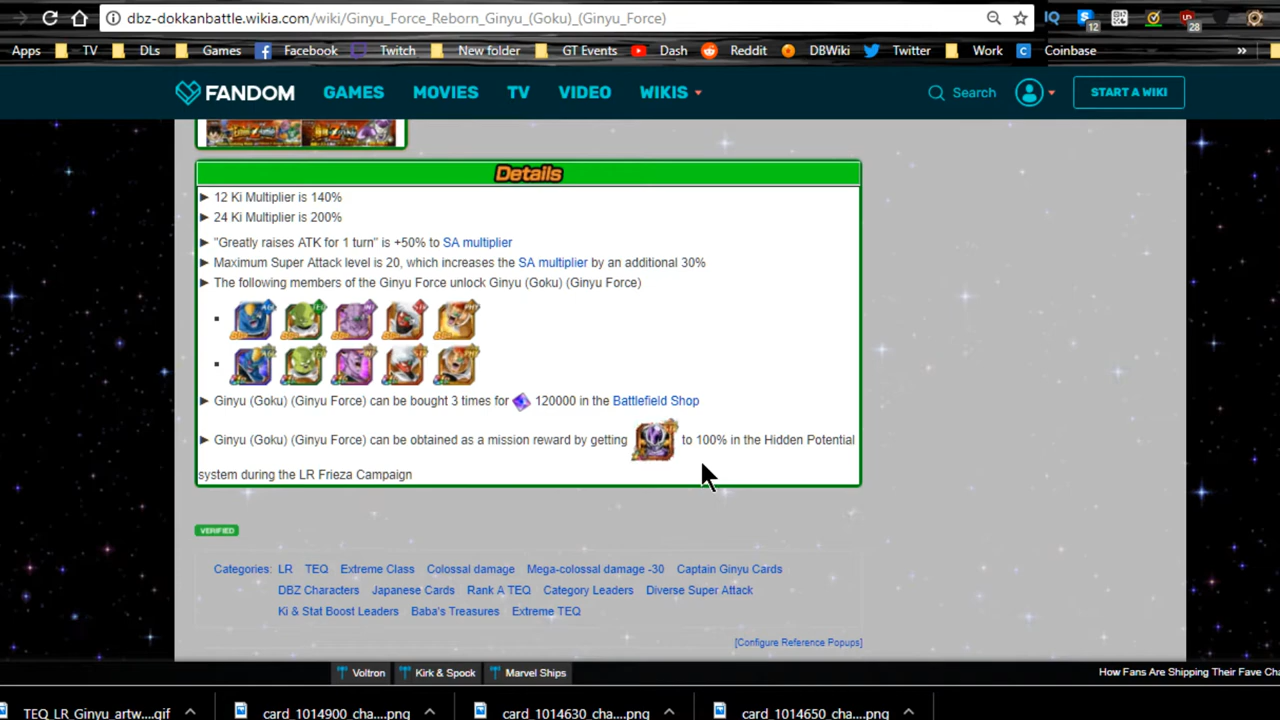 dbz-dokkanbattle.wikia.com/wiki/Ginyu_Force_Reborn_Ginyu_(Goku)_(Ginyu_Force)
12
28
Apps TV DLs Games Facebook Twitch New folder GT Events Dash Reddit DBWiki Twitter Work Coinbase »
FANDOM GAMES MOVIES TV VIDEO WIKIS Search START A WIKI
Details
► 12 Ki Multiplier is 140%
► 24 Ki Multiplier is 200%
► "Greatly raises ATK for 1 turn" is +50% to SA multiplier
► Maximum Super Attack level is 20, which increases the SA multiplier by an additional 30%
► The following members of the Ginyu Force unlock Ginyu (Goku) (Ginyu Force)
► Ginyu (Goku) (Ginyu Force) can be bought 3 times for 120000 in the Battlefield Shop
► Ginyu (Goku) (Ginyu Force) can be obtained as a mission reward by getting to 100% in the Hidden Potential
system during the LR Frieza Campaign
VERIFIED
Categories: LR TEQ Extreme Class Colossal damage Mega-colossal damage -30 Captain Ginyu Cards
DBZ Characters Japanese Cards Rank A TEQ Category Leaders Diverse Super Attack
Ki & Stat Boost Leaders Baba's Treasures Extreme TEQ
[Configure Reference Popups]
Voltron Kirk & Spock Marvel Ships How Fans Are Shipping Their Fave Cha
TEQ_LR_Ginyu_artw....gif card_1014900_cha....png card_1014630_cha....png card_1014650_cha....png